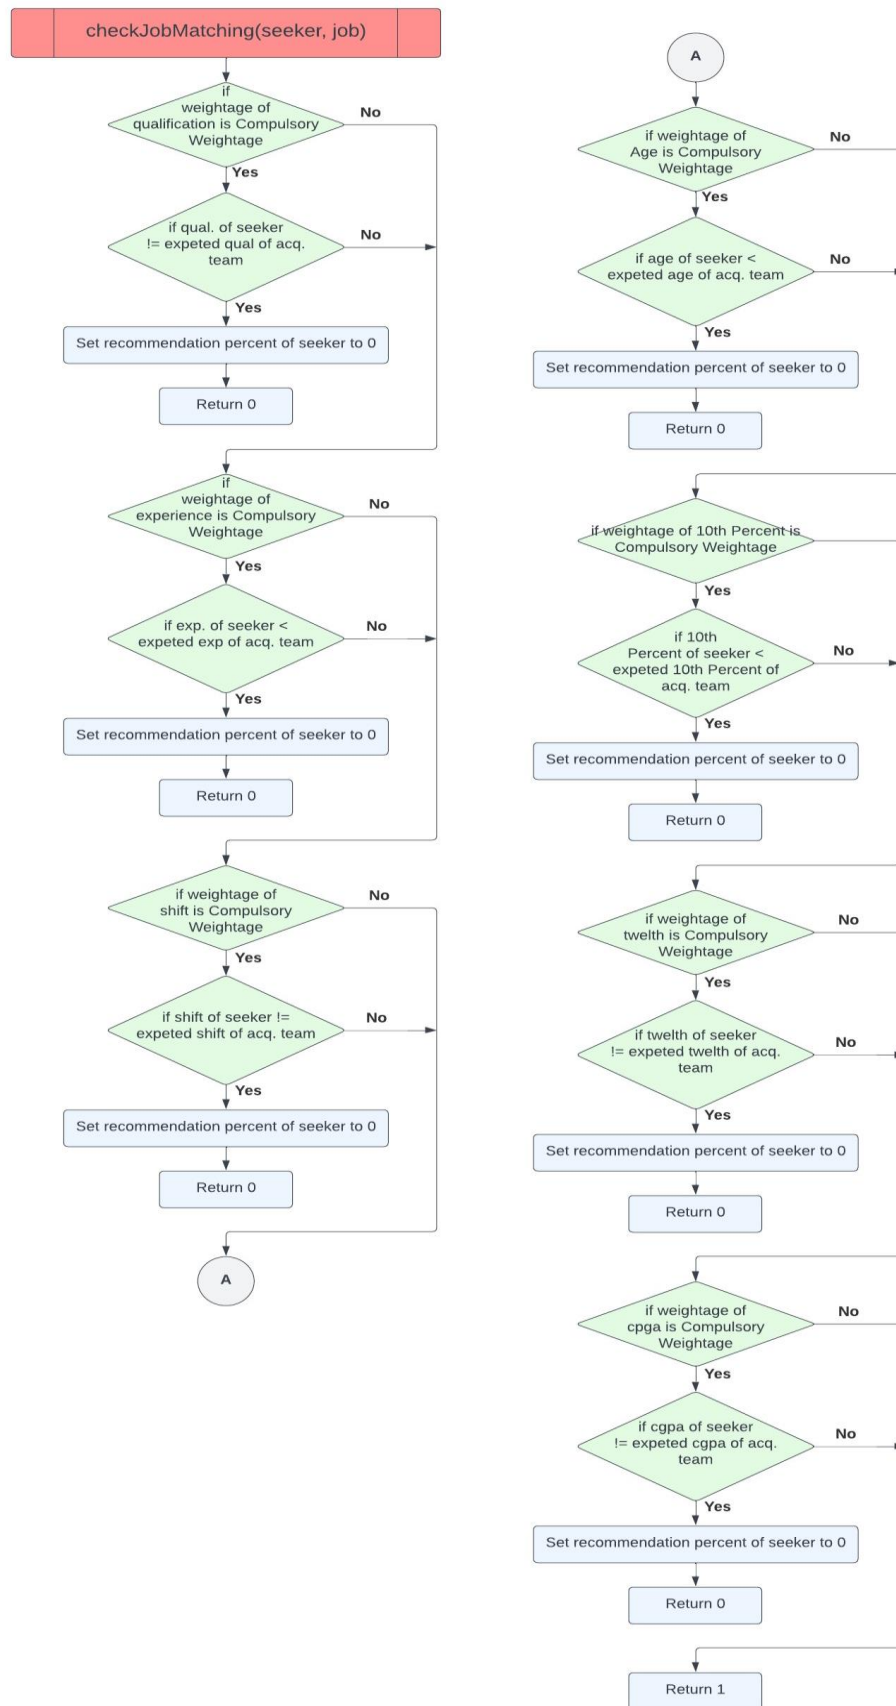 checkJobMatching(seeker, job)
if
weightage of
qualification is Compulsory
Weightage
No
Yes
if qual. of seeker
!= expeted qual of acq.
team
No
Yes
Set recommendation percent of seeker to 0
Return 0
if
weightage of
experience is Compulsory
Weightage
No
Yes
if exp. of seeker <
expeted exp of acq. team
No
Yes
Set recommendation percent of seeker to 0
Return 0
if weightage of
shift is Compulsory
Weightage
No
Yes
if shift of seeker !=
expeted shift of acq. team
No
Yes
Set recommendation percent of seeker to 0
Return 0
A
A
if weightage of
Age is Compulsory
Weightage
No
Yes
if age of seeker <
expeted age of acq. team
No
Yes
Set recommendation percent of seeker to 0
Return 0
if weightage of 10th Percent is
Compulsory Weightage
Yes
if 10th
Percent of seeker <
expeted 10th Percent of
acq. team
No
Yes
Set recommendation percent of seeker to 0
Return 0
if weightage of
twelth is Compulsory
Weightage
No
Yes
if twelth of seeker
!= expeted twelth of acq.
team
No
Yes
Set recommendation percent of seeker to 0
Return 0
if weightage of
cpga is Compulsory
Weightage
No
Yes
if cgpa of seeker
!= expeted cgpa of acq.
team
No
Yes
Set recommendation percent of seeker to 0
Return 0
Return 1